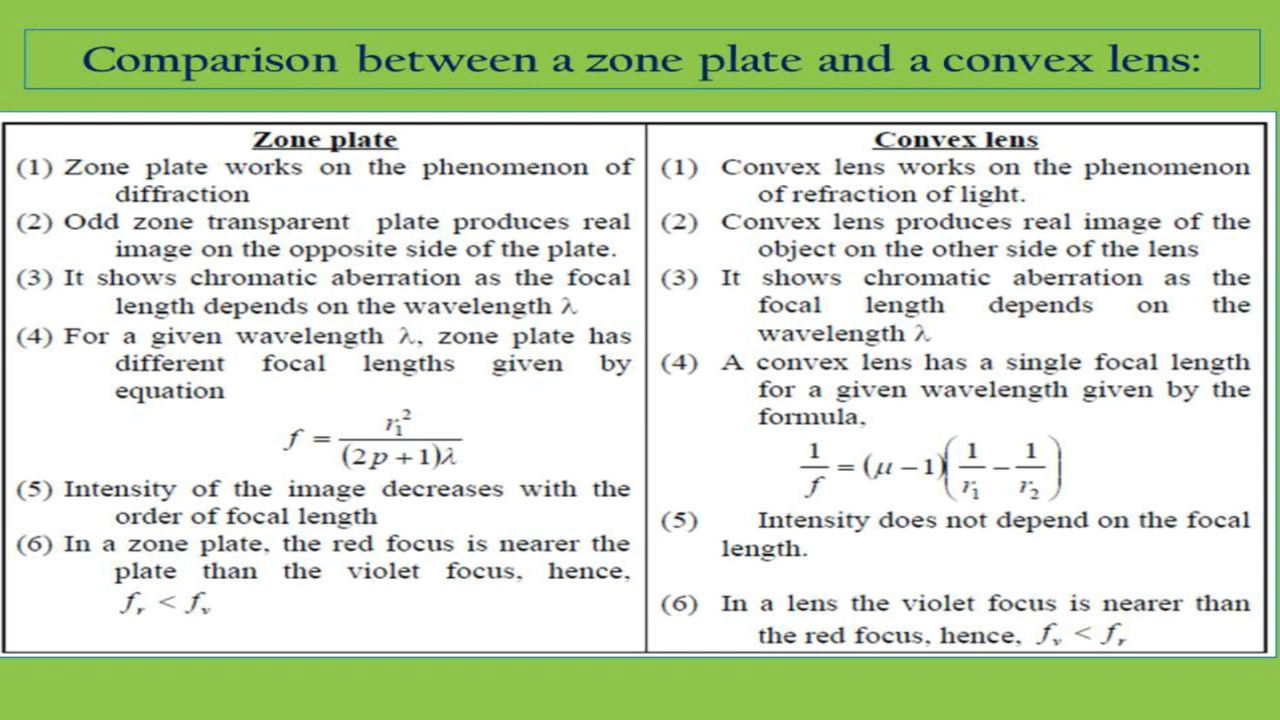 Comparison between a zone plate and a convex lens:
Zone plate
(1) Zone plate works on the phenomenon of
diffraction
(2) Odd zone transparent plate produces real
image on the opposite side of the plate.
(3) It shows chromatic aberration as the focal
length depends on the wavelength λ
(4) For a given wavelength λ, zone plate has
different focal lengths given by
equation
f = r₁² / (2p+1)λ
(5) Intensity of the image decreases with the
order of focal length
(6) In a zone plate, the red focus is nearer the
plate than the violet focus, hence,
fᵣ < fᵥ
Convex lens
(1) Convex lens works on the phenomenon
of refraction of light.
(2) Convex lens produces real image of the
object on the other side of the lens
(3) It shows chromatic aberration as the
focal length depends on the
wavelength λ
(4) A convex lens has a single focal length
for a given wavelength given by the
formula,
1/f = (μ – 1)(1/r₁ – 1/r₂)
(5) Intensity does not depend on the focal
length.
(6) In a lens the violet focus is nearer than
the red focus, hence, fᵥ < fᵣ